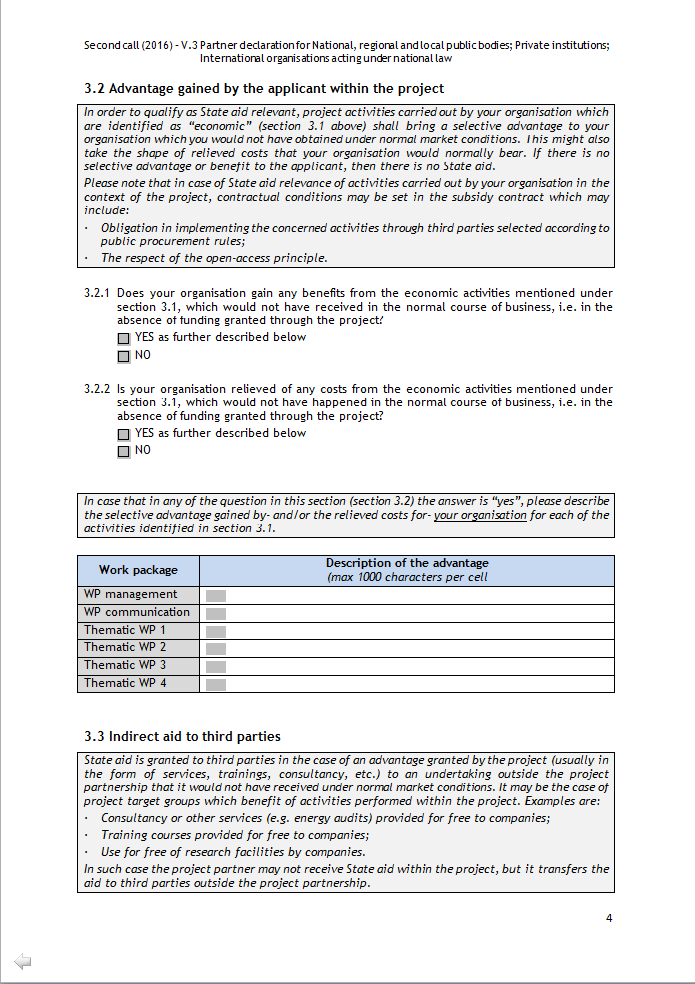 Second call (2016) - V.3 Partner declaration for National, regional and local public bodies; Private institutions;
International organisations acting under national law
3.2 Advantage gained by the applicant within the project
In order to qualify as State aid relevant, project activities carried out by your organisation which
are identified as “economic” (section 3.1 above) shall bring a selective advantage to your
organisation which you would not have obtained under normal market conditions. This might also
take the shape of relieved costs that your organisation would normally bear. If there is no
selective advantage or benefit to the applicant, then there is no State aid.
Please note that in case of State aid relevance of activities carried out by your organisation in the
context of the project, contractual conditions may be set in the subsidy contract which may
include:
· Obligation in implementing the concerned activities through third parties selected according to
public procurement rules;
· The respect of the open-access principle.
3.2.1 Does your organisation gain any benefits from the economic activities mentioned under
section 3.1, which would not have received in the normal course of business, i.e. in the
absence of funding granted through the project?
YES as further described below
NO
3.2.2 Is your organisation relieved of any costs from the economic activities mentioned under
section 3.1, which would not have happened in the normal course of business, i.e. in the
absence of funding granted through the project?
YES as further described below
NO
In case that in any of the question in this section (section 3.2) the answer is “yes”, please describe
the selective advantage gained by- and/or the relieved costs for- your organisation for each of the
activities identified in section 3.1.
Work package
Description of the advantage
(max 1000 characters per cell
WP management
WP communication
Thematic WP 1
Thematic WP 2
Thematic WP 3
Thematic WP 4
3.3 Indirect aid to third parties
State aid is granted to third parties in the case of an advantage granted by the project (usually in
the form of services, trainings, consultancy, etc.) to an undertaking outside the project
partnership that it would not have received under normal market conditions. It may be the case of
project target groups which benefit of activities performed within the project. Examples are:
· Consultancy or other services (e.g. energy audits) provided for free to companies;
· Training courses provided for free to companies;
· Use for free of research facilities by companies.
In such case the project partner may not receive State aid within the project, but it transfers the
aid to third parties outside the project partnership.
4